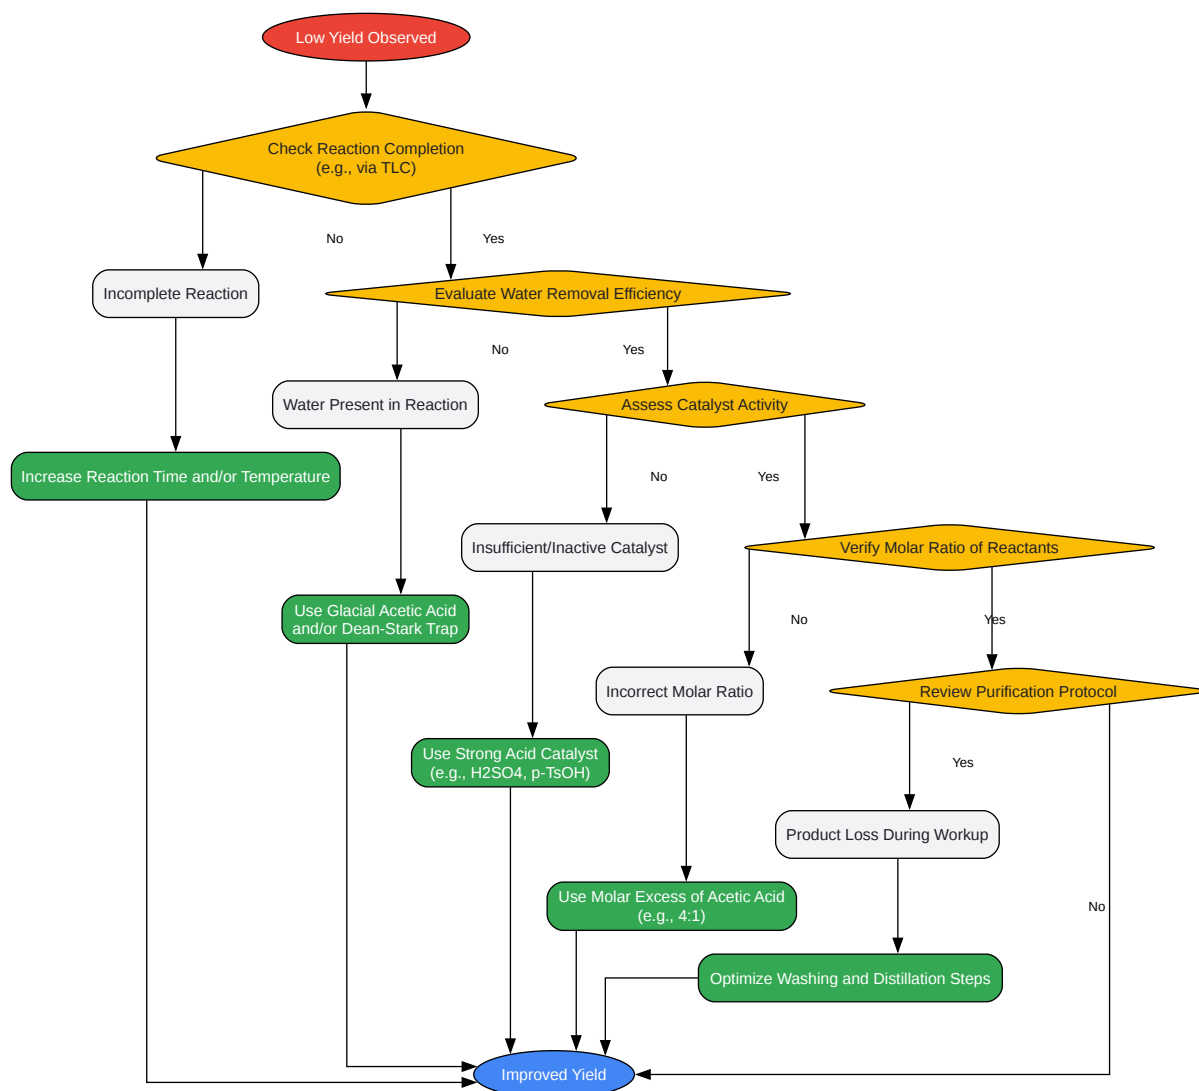 Low Yield Observed
Check Reaction Completion
(e.g., via TLC)
No
Yes
Incomplete Reaction
Evaluate Water Removal Efficiency
No
Yes
Water Present in Reaction
Assess Catalyst Activity
Increase Reaction Time and/or Temperature
No
Yes
Insufficient/Inactive Catalyst
Verify Molar Ratio of Reactants
Use Glacial Acetic Acid
and/or Dean-Stark Trap
No
Yes
Incorrect Molar Ratio
Review Purification Protocol
Use Strong Acid Catalyst
(e.g., H2SO4, p-TsOH)
Yes
Product Loss During Workup
Use Molar Excess of Acetic Acid
(e.g., 4:1)
No
Optimize Washing and Distillation Steps
Improved Yield